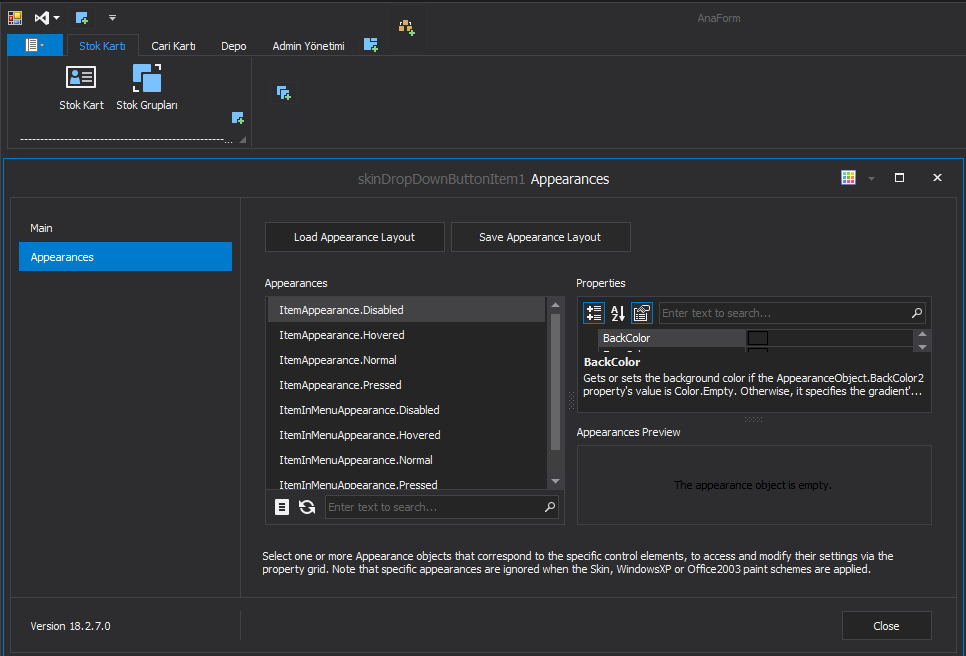 AnaForm
Stok Kartı
Cari Kartı
Depo
Admin Yönetimi
Stok Kart
Stok Grupları
skinDropDownButtonItem1 Appearances
Main
Appearances
Load Appearance Layout
Save Appearance Layout
Appearances
ItemAppearance.Disabled
ItemAppearance.Hovered
ItemAppearance.Normal
ItemAppearance.Pressed
ItemInMenuAppearance.Disabled
ItemInMenuAppearance.Hovered
ItemInMenuAppearance.Normal
ItemInMenuAppearance.Pressed
Enter text to search...
Properties
Enter text to search...
BackColor
BackColor
Gets or sets the background color if the AppearanceObject.BackColor2
property's value is Color.Empty. Otherwise, it specifies the gradient'...
Appearances Preview
The appearance object is empty.
Select one or more Appearance objects that correspond to the specific control elements, to access and modify their settings via the
property grid. Note that specific appearances are ignored when the Skin, WindowsXP or Office2003 paint schemes are applied.
Version 18.2.7.0
Close